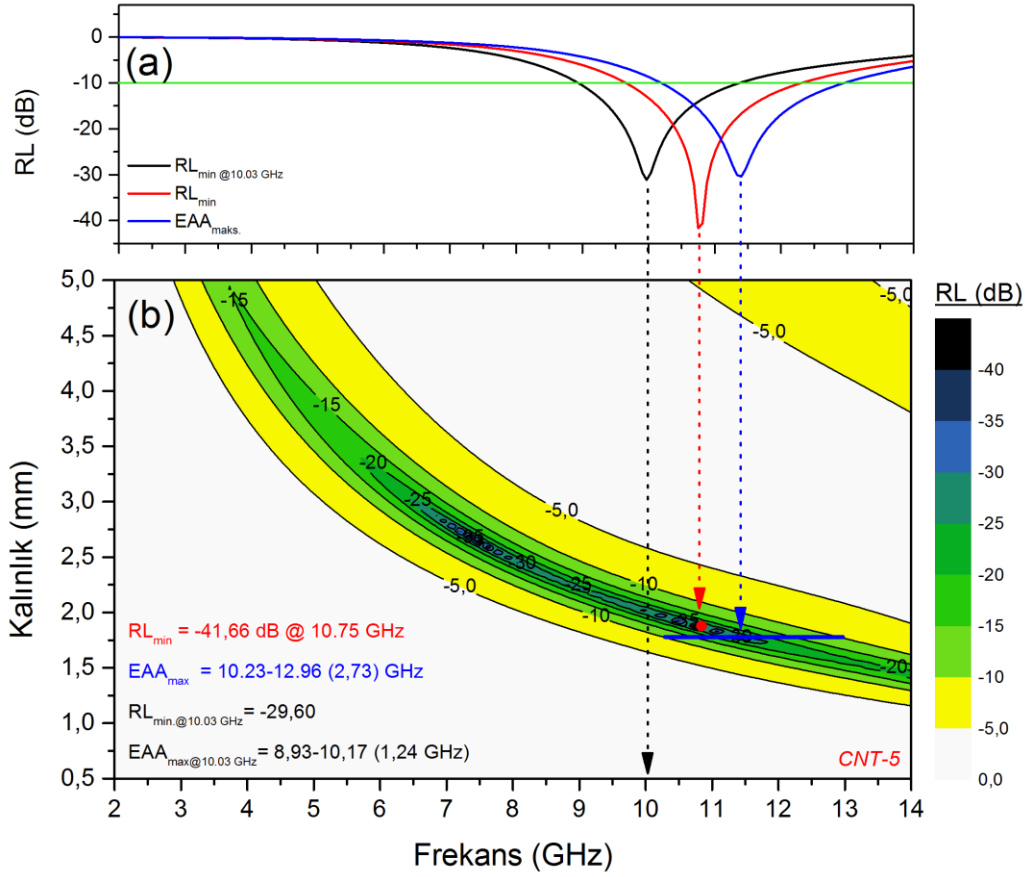 0
-10
-20
-30
-40
RL (dB)
(a)
RLmin @10.03 GHz
RLmin
EAAmaks.
5,0
4,5
4,0
3,5
3,0
2,5
2,0
1,5
1,0
0,5
Kalınlık (mm)
(b)
-15
-15
-20
-25
-30
-25
-5,0
-5,0
-10
-10
-20
-5,0
-5,0
RLmin = -41,66 dB @ 10.75 GHz
EAAmax = 10.23-12.96 (2,73) GHz
RLmin.@10.03 GHz= -29,60
EAAmax@10.03 GHz= 8,93-10,17 (1,24 GHz)
CNT-5
2 3 4 5 6 7 8 9 10 11 12 13 14
Frekans (GHz)
RL (dB)
-40
-35
-30
-25
-20
-15
-10
-5,0
0,0